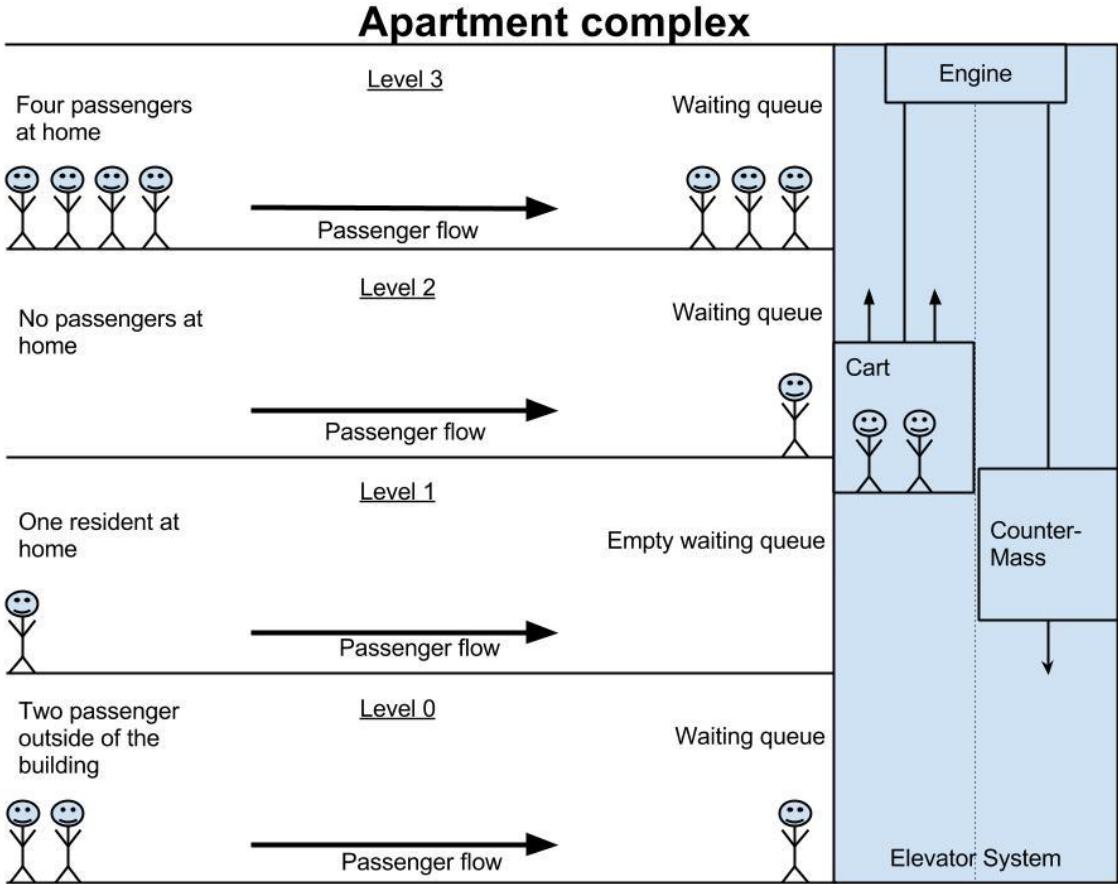 Apartment complex
Level 3
Engine
Four passengers
at home
Waiting queue
Passenger flow
Level 2
No passengers at
home
Waiting queue
Cart
Passenger flow
Level 1
One resident at
home
Empty waiting queue
Counter-
Mass
Passenger flow
Level 0
Two passenger
outside of the
building
Waiting queue
Passenger flow
Elevator System